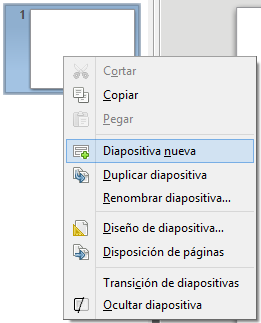 1
Cortar
Copiar
Pegar
Diapositiva nueva
Duplicar diapositiva
Renombrar diapositiva...
Diseño de diapositiva...
Disposición de páginas
Transición de diapositivas
Ocultar diapositiva